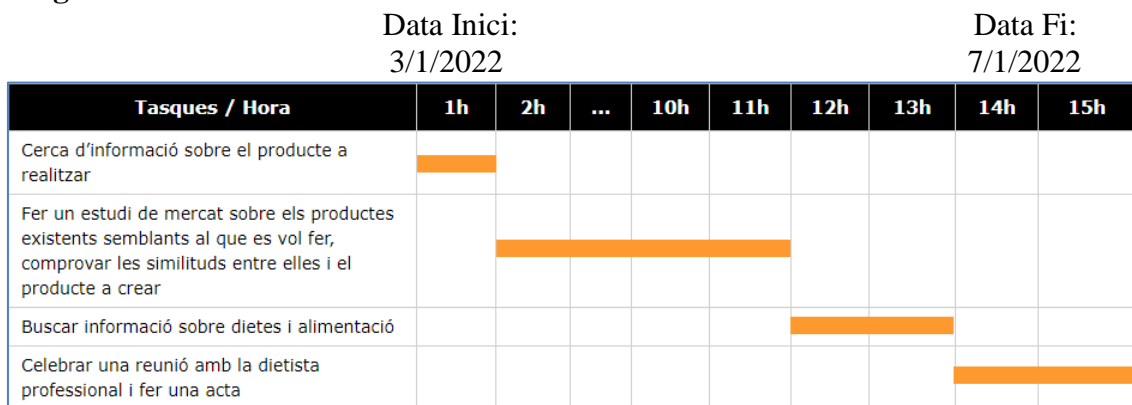 Data Inici:
3/1/2022
Data Fi:
7/1/2022
Tasques / Hora 1h 2h ... 10h 11h 12h 13h 14h 15h
Cerca d'informació sobre el producte a
realitzar
Fer un estudi de mercat sobre els productes
existents semblants al que es vol fer,
comprovar les similituds entre elles i el
producte a crear
Buscar informació sobre dietes i alimentació
Celebrar una reunió amb la dietista
professional i fer una acta